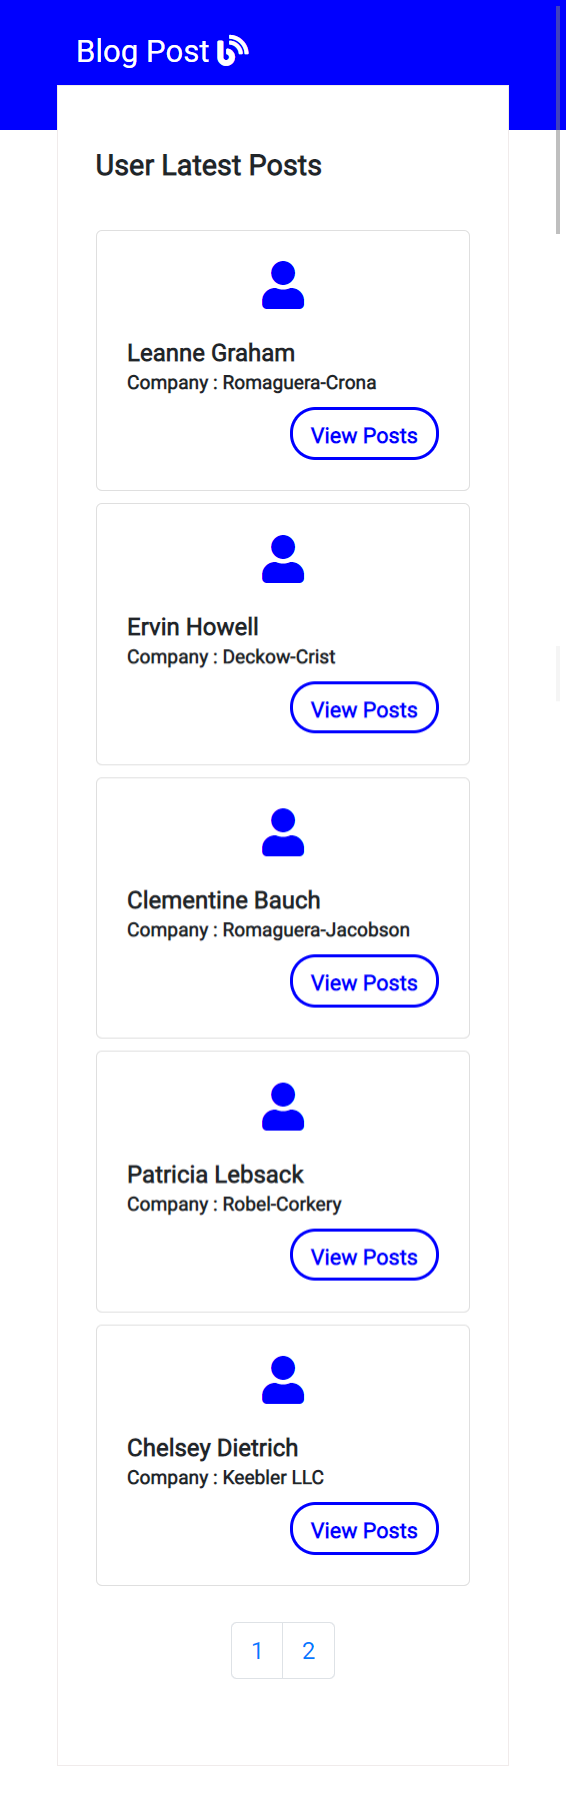 Blog Post
User Latest Posts
Leanne Graham
Company : Romaguera-Crona
View Posts
Ervin Howell
Company : Deckow-Crist
View Posts
Clementine Bauch
Company : Romaguera-Jacobson
View Posts
Patricia Lebsack
Company : Robel-Corkery
View Posts
Chelsey Dietrich
Company : Keebler LLC
View Posts
1 2